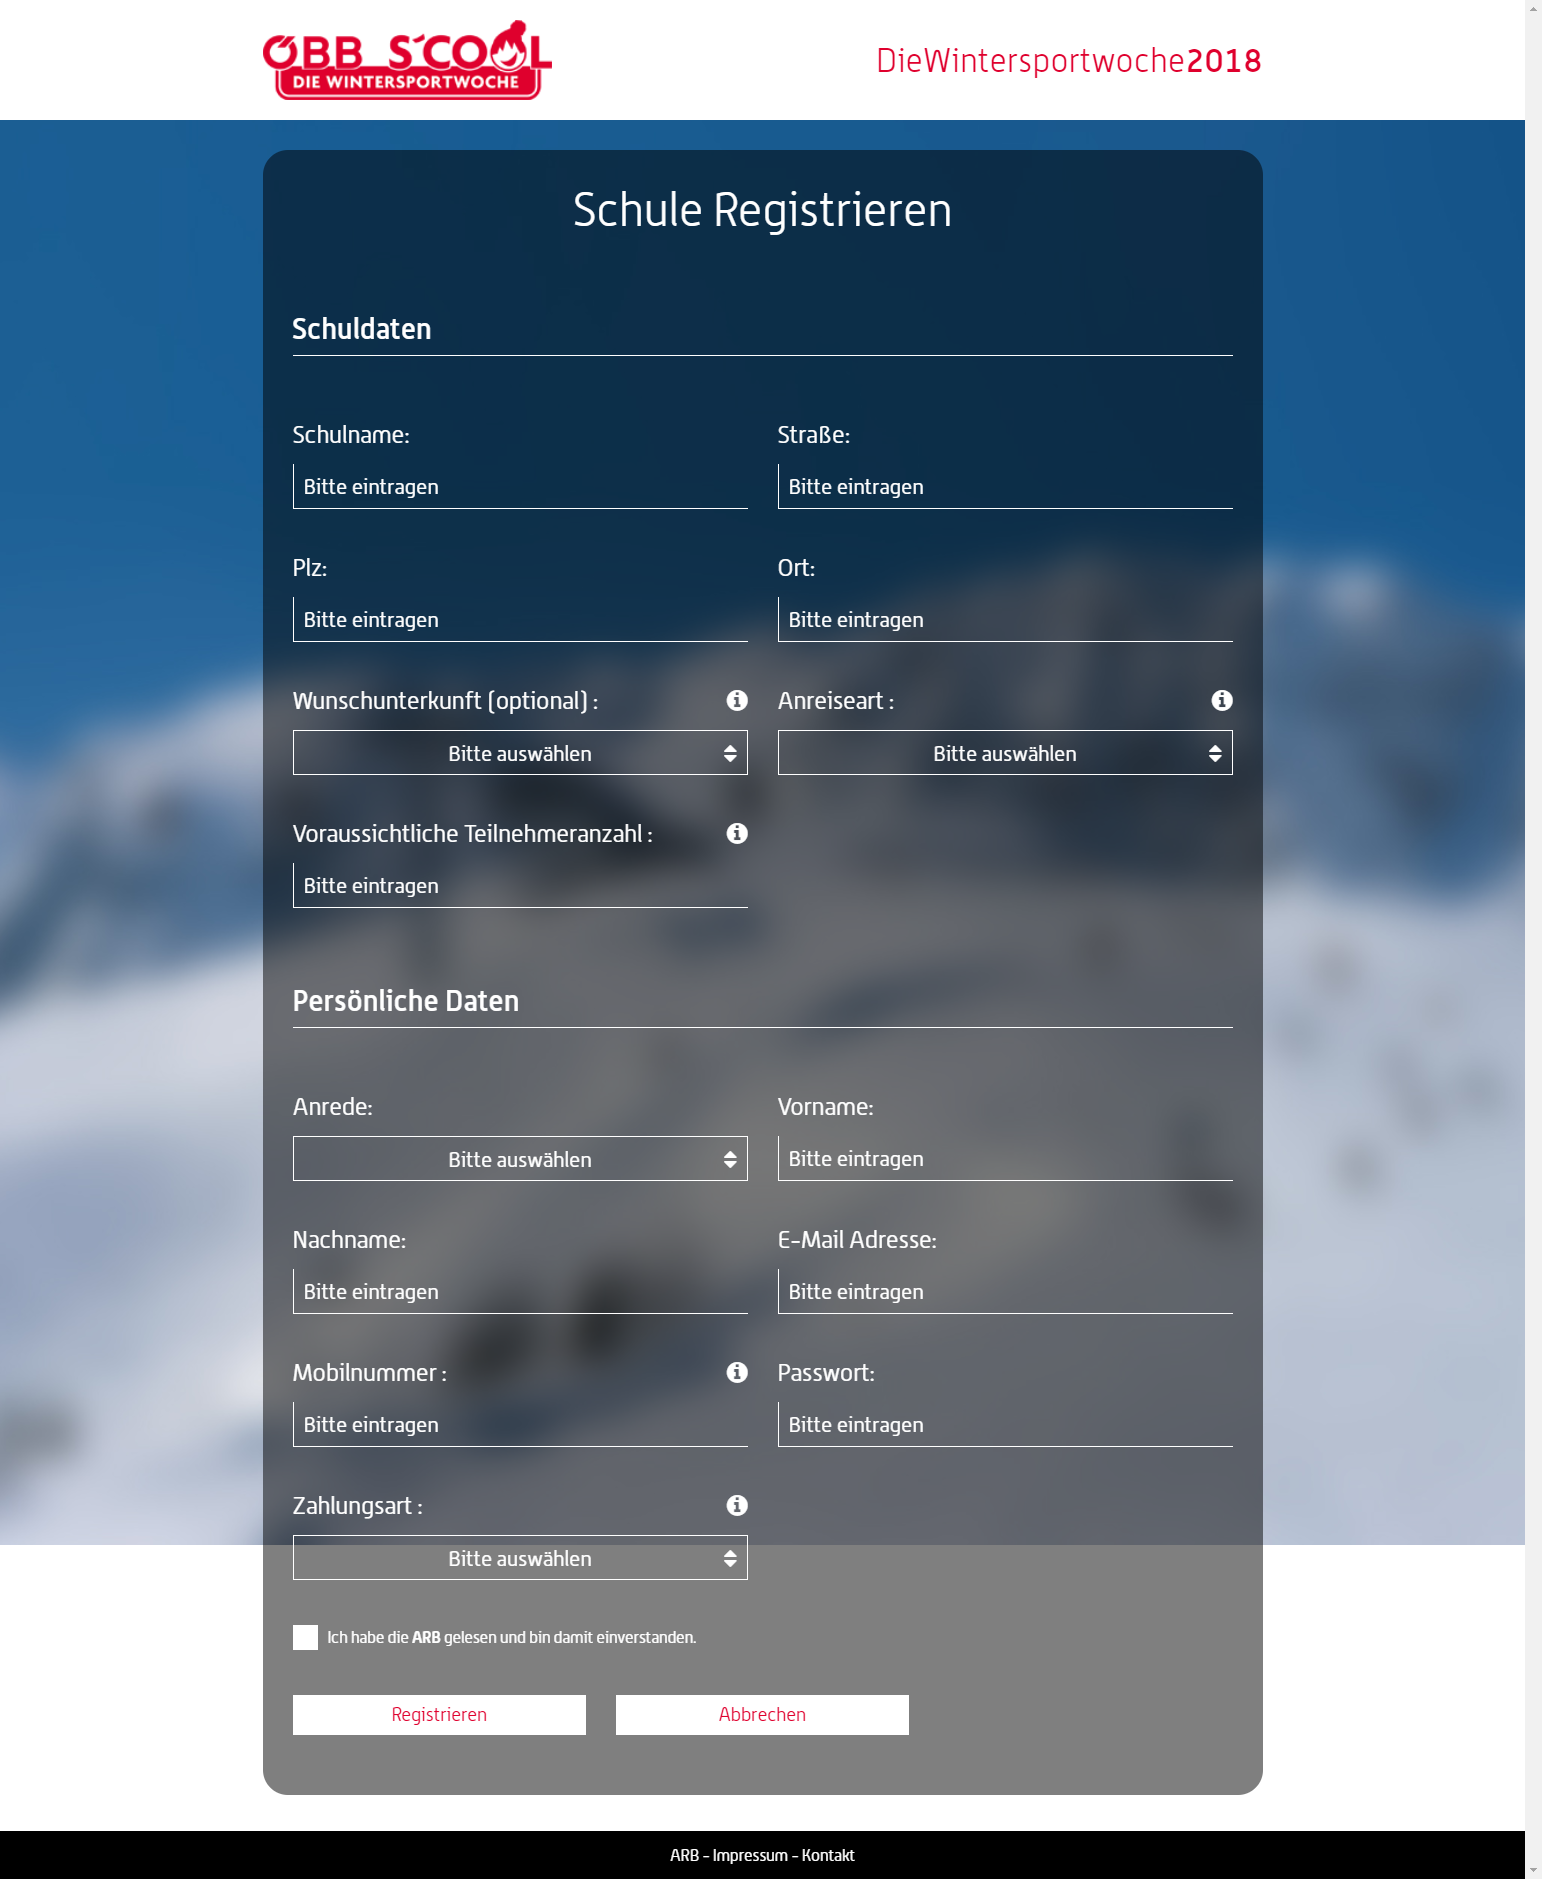 ÖBB S'COOL
DIE WINTERSPORTWOCHE
DieWintersportwoche2018
Schule Registrieren
Schuldaten
Schulname:
Bitte eintragen
Straße:
Bitte eintragen
Plz:
Bitte eintragen
Ort:
Bitte eintragen
Wunschunterkunft (optional) :
Bitte auswählen
Anreiseart :
Bitte auswählen
Voraussichtliche Teilnehmeranzahl :
Bitte eintragen
Persönliche Daten
Anrede:
Bitte auswählen
Vorname:
Bitte eintragen
Nachname:
Bitte eintragen
E-Mail Adresse:
Bitte eintragen
Mobilnummer :
Bitte eintragen
Passwort:
Bitte eintragen
Zahlungsart :
Bitte auswählen
Ich habe die ARB gelesen und bin damit einverstanden.
Registrieren
Abbrechen
ARB - Impressum - Kontakt